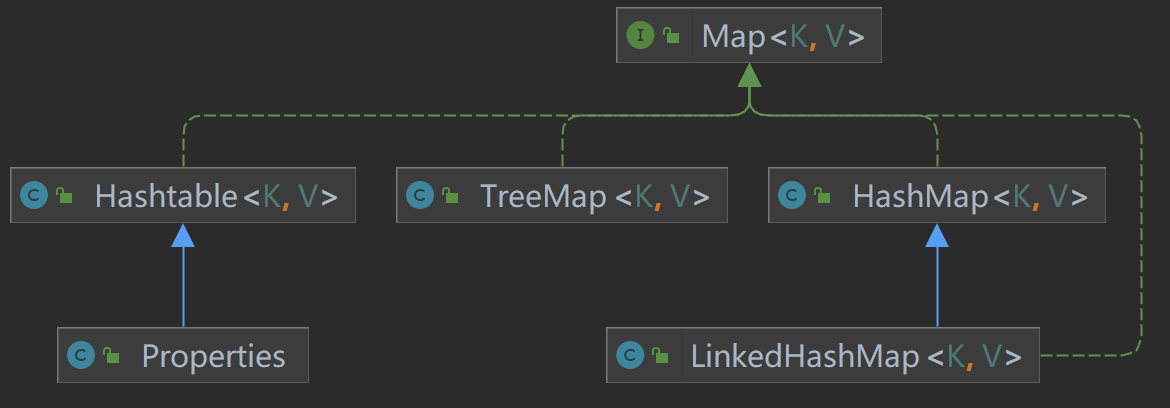 I Map<K, V>
C Hashtable<K, V>
C TreeMap<K, V>
C HashMap<K, V>
C Properties
C LinkedHashMap<K, V>